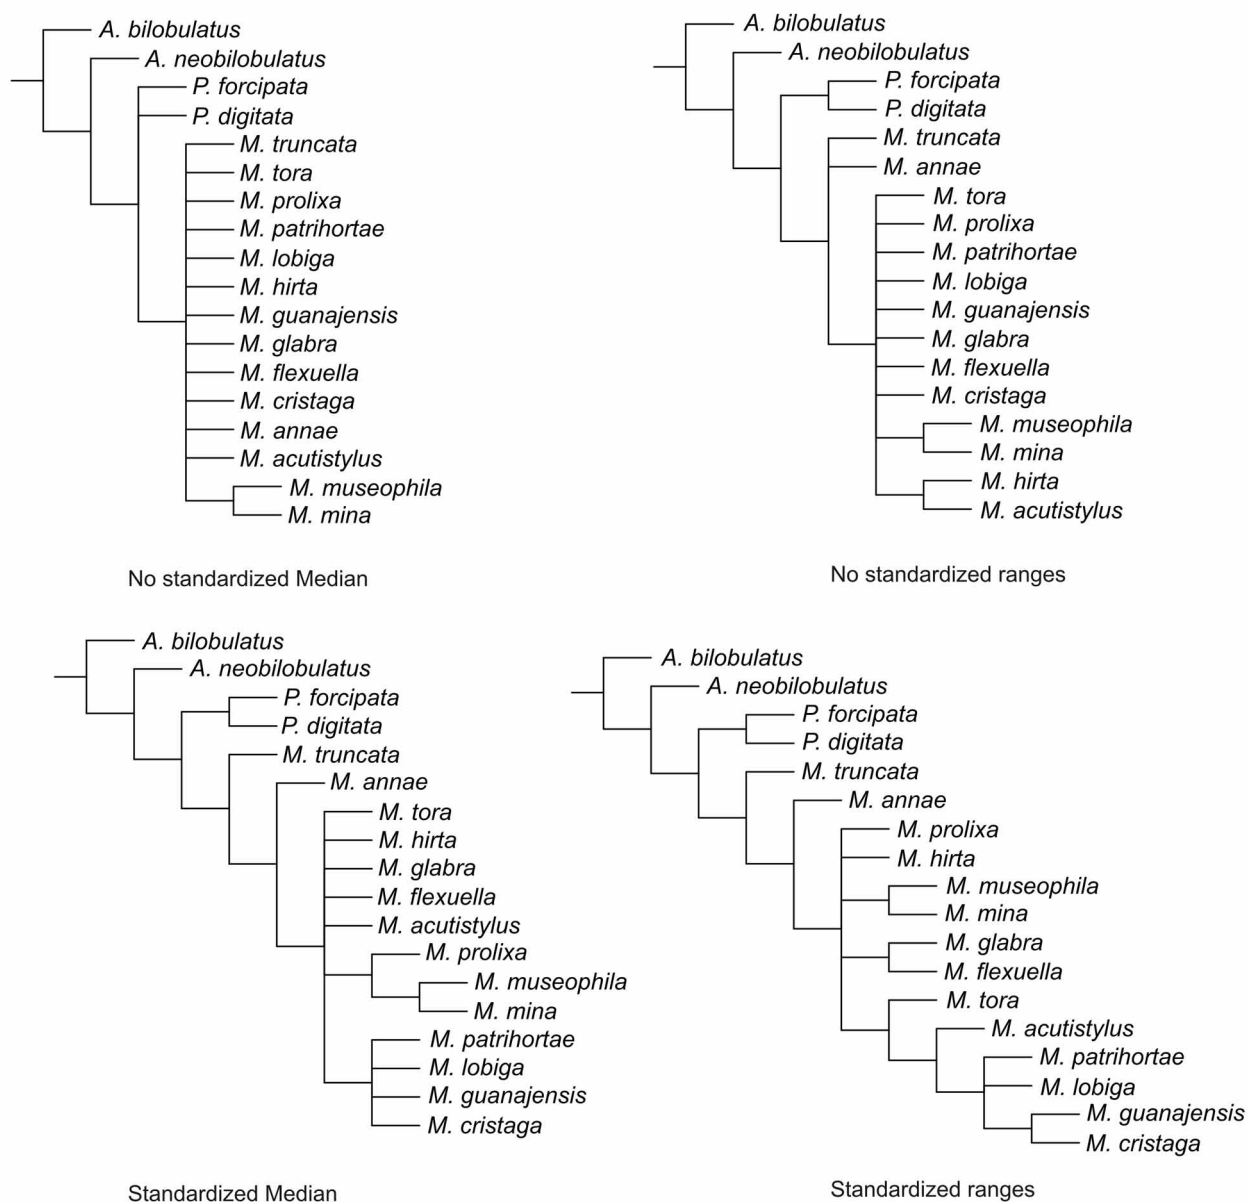 A. bilobulatus
A. neobilobulatus
P. forcipata
P. digitata
M. truncata
M. tora
M. prolixa
M. patrihortae
M. lobiga
M. hirta
M. guanajensis
M. glabra
M. flexuella
M. cristaga
M. annae
M. acutistylus
M. museophila
M. mina
No standardized Median
A. bilobulatus
A. neobilobulatus
P. forcipata
P. digitata
M. truncata
M. annae
M. tora
M. prolixa
M. patrihortae
M. lobiga
M. guanajensis
M. glabra
M. flexuella
M. cristaga
M. museophila
M. mina
M. hirta
M. acutistylus
No standardized ranges
A. bilobulatus
A. neobilobulatus
P. forcipata
P. digitata
M. truncata
M. annae
M. tora
M. hirta
M. glabra
M. flexuella
M. acutistylus
M. prolixa
M. museophila
M. mina
M. patrihortae
M. lobiga
M. guanajensis
M. cristaga
Standardized Median
A. bilobulatus
A. neobilobulatus
P. forcipata
P. digitata
M. truncata
M. annae
M. prolixa
M. hirta
M. museophila
M. mina
M. glabra
M. flexuella
M. tora
M. acutistylus
M. patrihortae
M. lobiga
M. guanajensis
M. cristaga
Standardized ranges